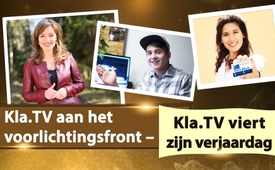 Kla.TV aan het
voorlichtingsfront –
Kla.TV viert
zijn verjaardag